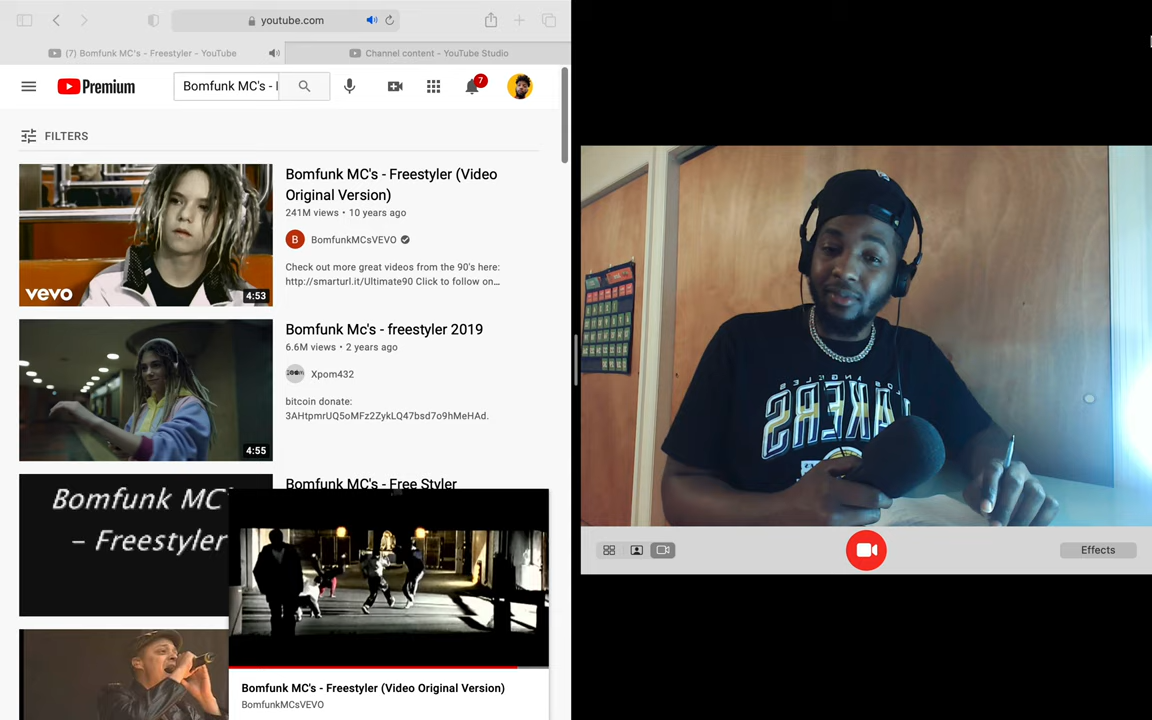 youtube.com
(7) Bomfunk MC's - Freestyler - YouTube
Channel content - YouTube Studio
Premium
Bomfunk MC's - 
7
FILTERS
Bomfunk MC's - Freestyler (Video
Original Version)
241M views • 10 years ago
B
BomfunkMCsVEVO
Check out more great videos from the 90's here:
http://smarturl.it/Ultimate90 Click to follow on...
vevo
4:53
Bomfunk Mc's - freestyler 2019
6.6M views • 2 years ago
Xpom432
bitcoin donate:
3AHtpmrUQ5oMFz2ZykLQ47bsd7o9hMeHAd.
4:55
Bomfunk MC's - Free Styler
Bomfunk MC'
- Freestyler
Bomfunk MC's - Freestyler (Video Original Version)
BomfunkMCsVEVO
LOS ANGELES
LAKERS
Effects